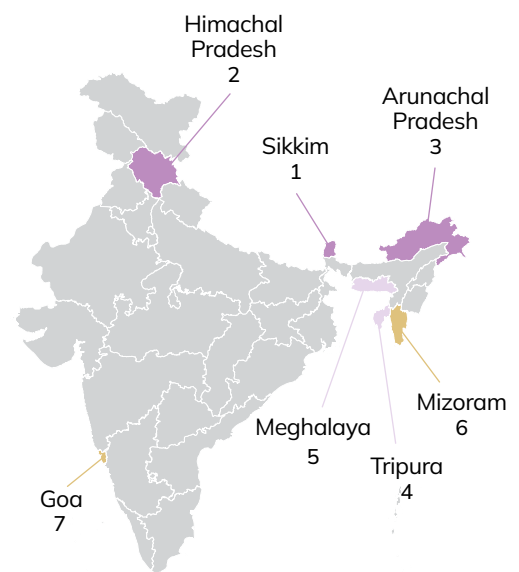 Himachal
Pradesh
2
Arunachal
Pradesh
3
Sikkim
1
Mizoram
6
Meghalaya
5
Tripura
4
Goa
7